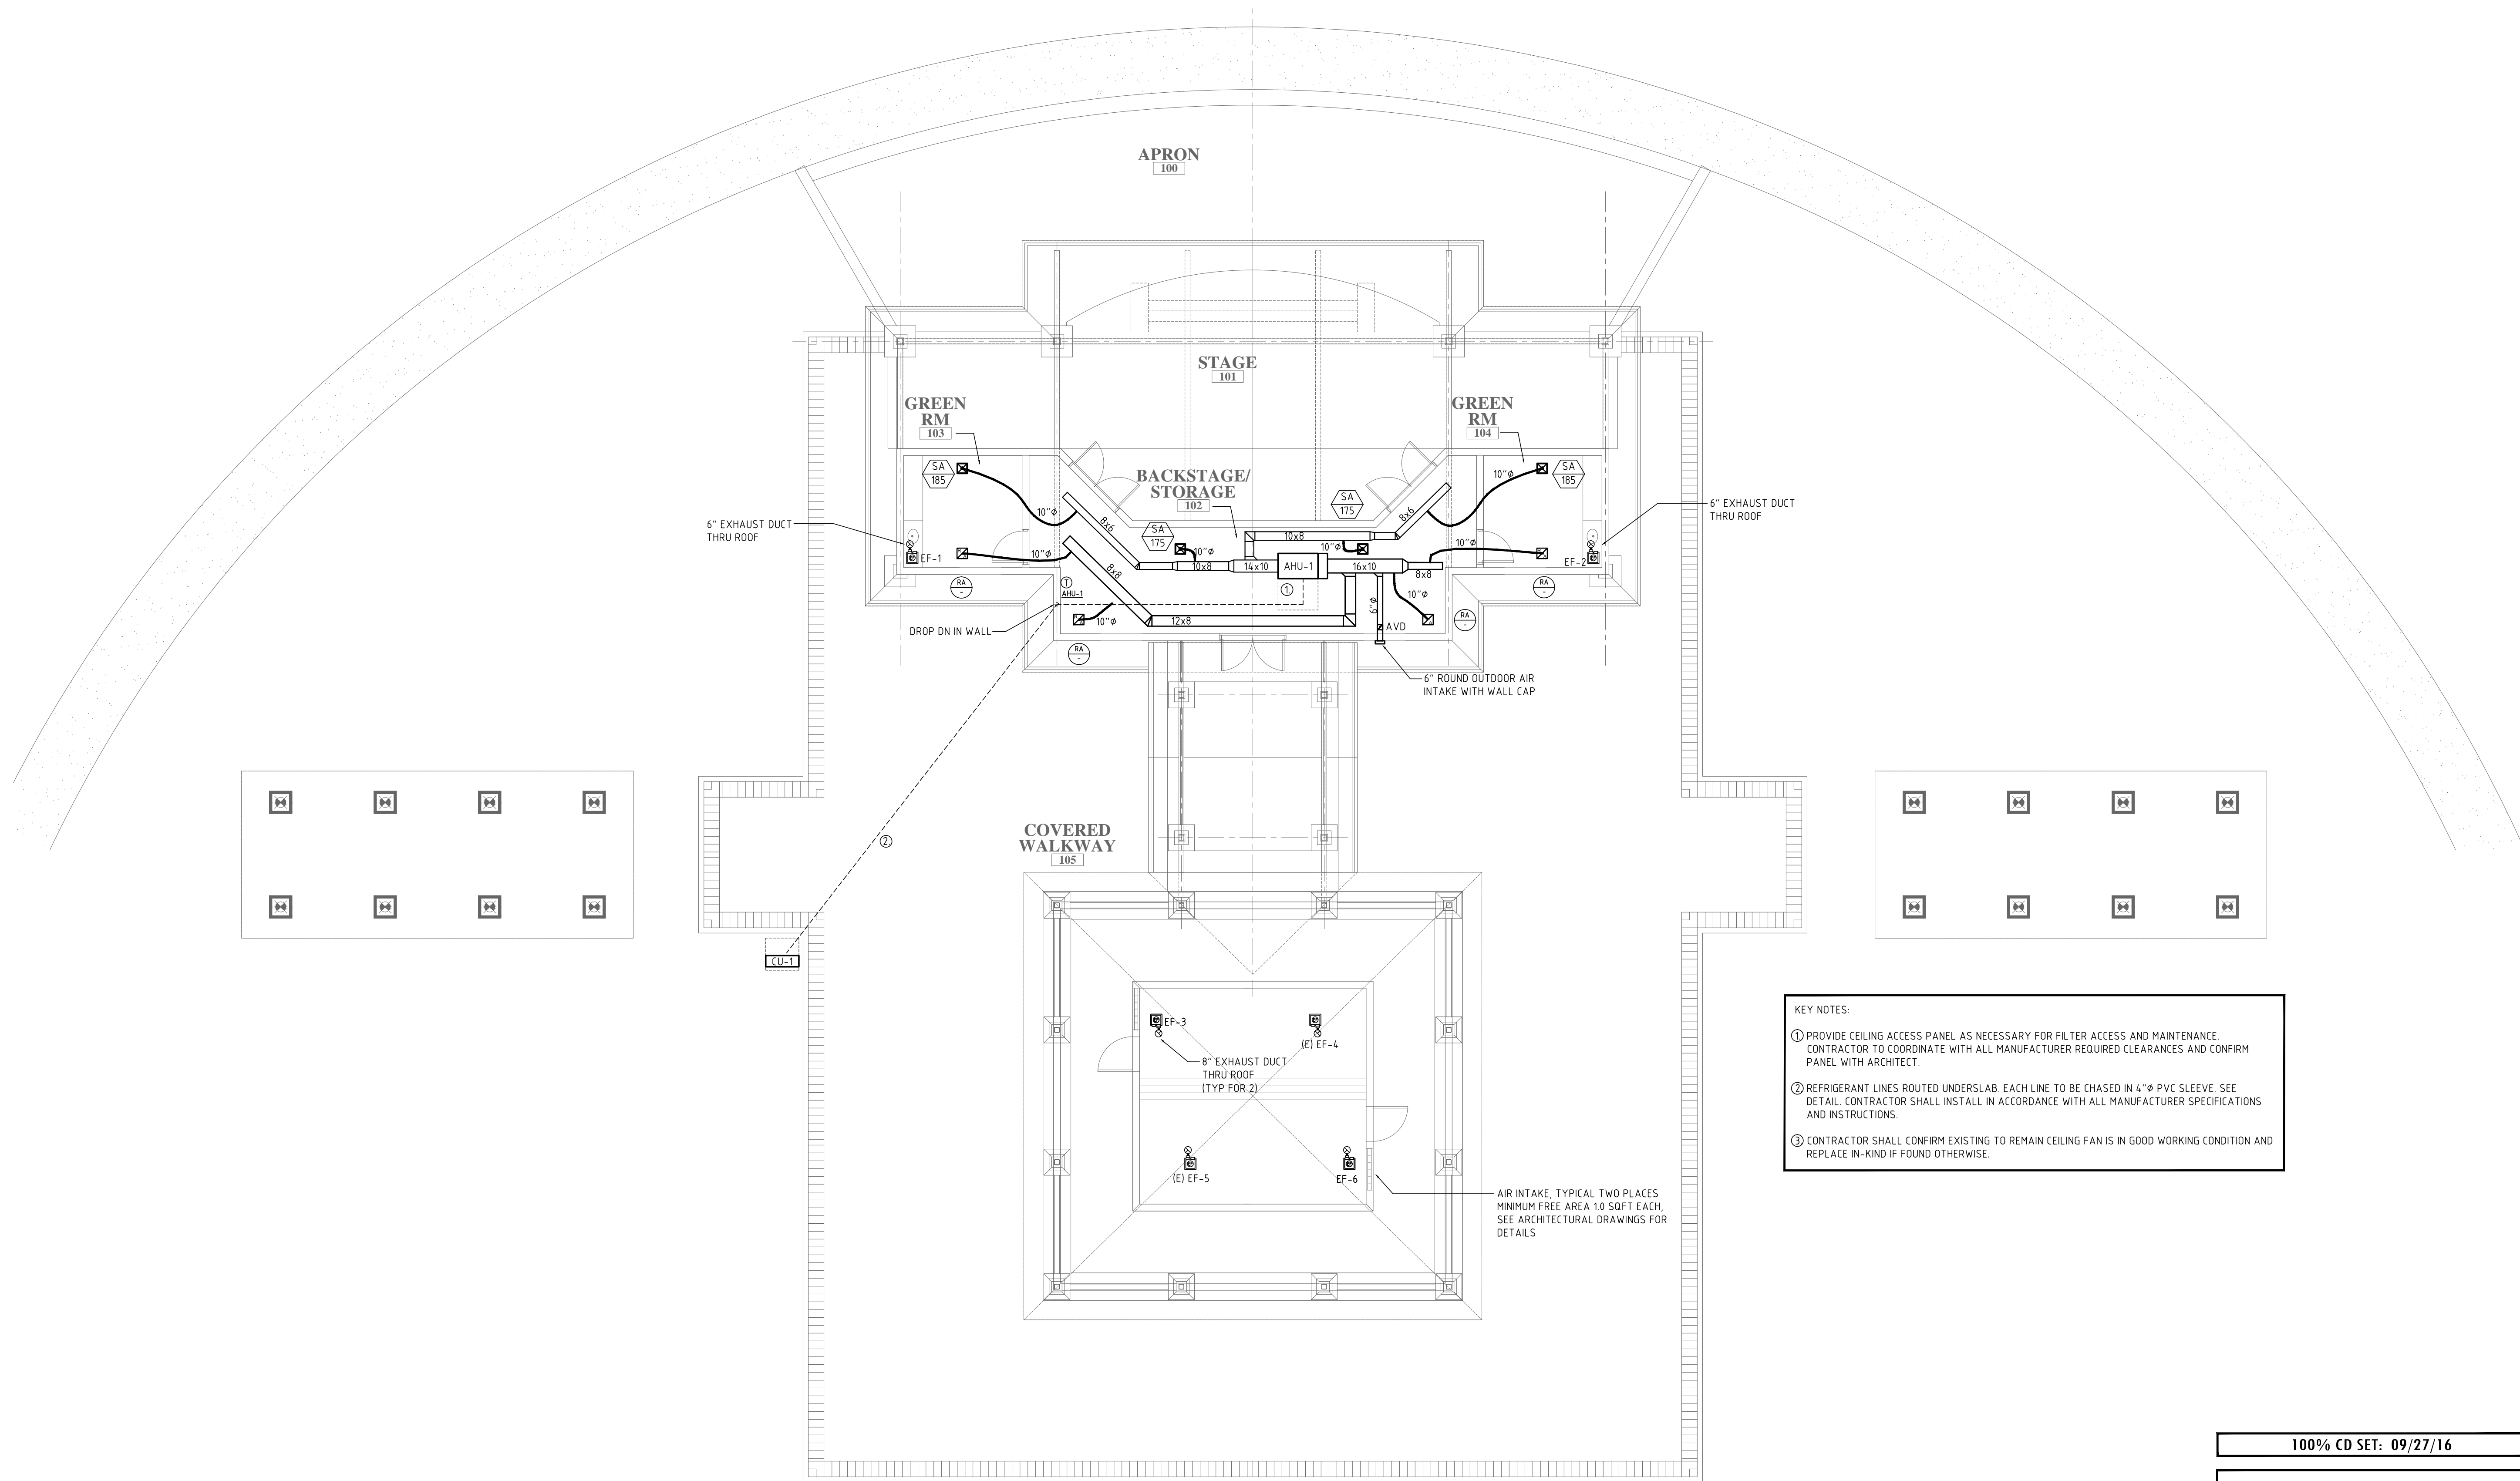 APRON
100
STAGE
101
GREEN
RM
103
GREEN
RM
104
BACKSTAGE/
STORAGE
102
SA
185
SA
185
SA
175
SA
175
10"ø
10"ø
10"ø
10"ø
10"ø
10"ø
10"ø
10"ø
8x6
8x6
8x8
8x8
10x8
10x8
14x10
AHU-1
16x10
12x8
6"ø
AVD
6" EXHAUST DUCT
THRU ROOF
EF-1
6" EXHAUST DUCT
THRU ROOF
EF-2
RA
-
RA
-
RA
-
RA
-
T
AHU-1
1
DROP DN IN WALL
6" ROUND OUTDOOR AIR
INTAKE WITH WALL CAP
2
COVERED
WALKWAY
105
CU-1
EF-3
(E) EF-4
8" EXHAUST DUCT
THRU ROOF
(TYP FOR 2)
(E) EF-5
EF-6
AIR INTAKE, TYPICAL TWO PLACES
MINIMUM FREE AREA 1.0 SQFT EACH,
SEE ARCHITECTURAL DRAWINGS FOR
DETAILS
KEY NOTES:
1 PROVIDE CEILING ACCESS PANEL AS NECESSARY FOR FILTER ACCESS AND MAINTENANCE.
CONTRACTOR TO COORDINATE WITH ALL MANUFACTURER REQUIRED CLEARANCES AND CONFIRM
PANEL WITH ARCHITECT.
2 REFRIGERANT LINES ROUTED UNDERSLAB. EACH LINE TO BE CHASED IN 4"ø PVC SLEEVE. SEE
DETAIL. CONTRACTOR SHALL INSTALL IN ACCORDANCE WITH ALL MANUFACTURER SPECIFICATIONS
AND INSTRUCTIONS.
3 CONTRACTOR SHALL CONFIRM EXISTING TO REMAIN CEILING FAN IS IN GOOD WORKING CONDITION AND
REPLACE IN-KIND IF FOUND OTHERWISE.
100% CD SET: 09/27/16